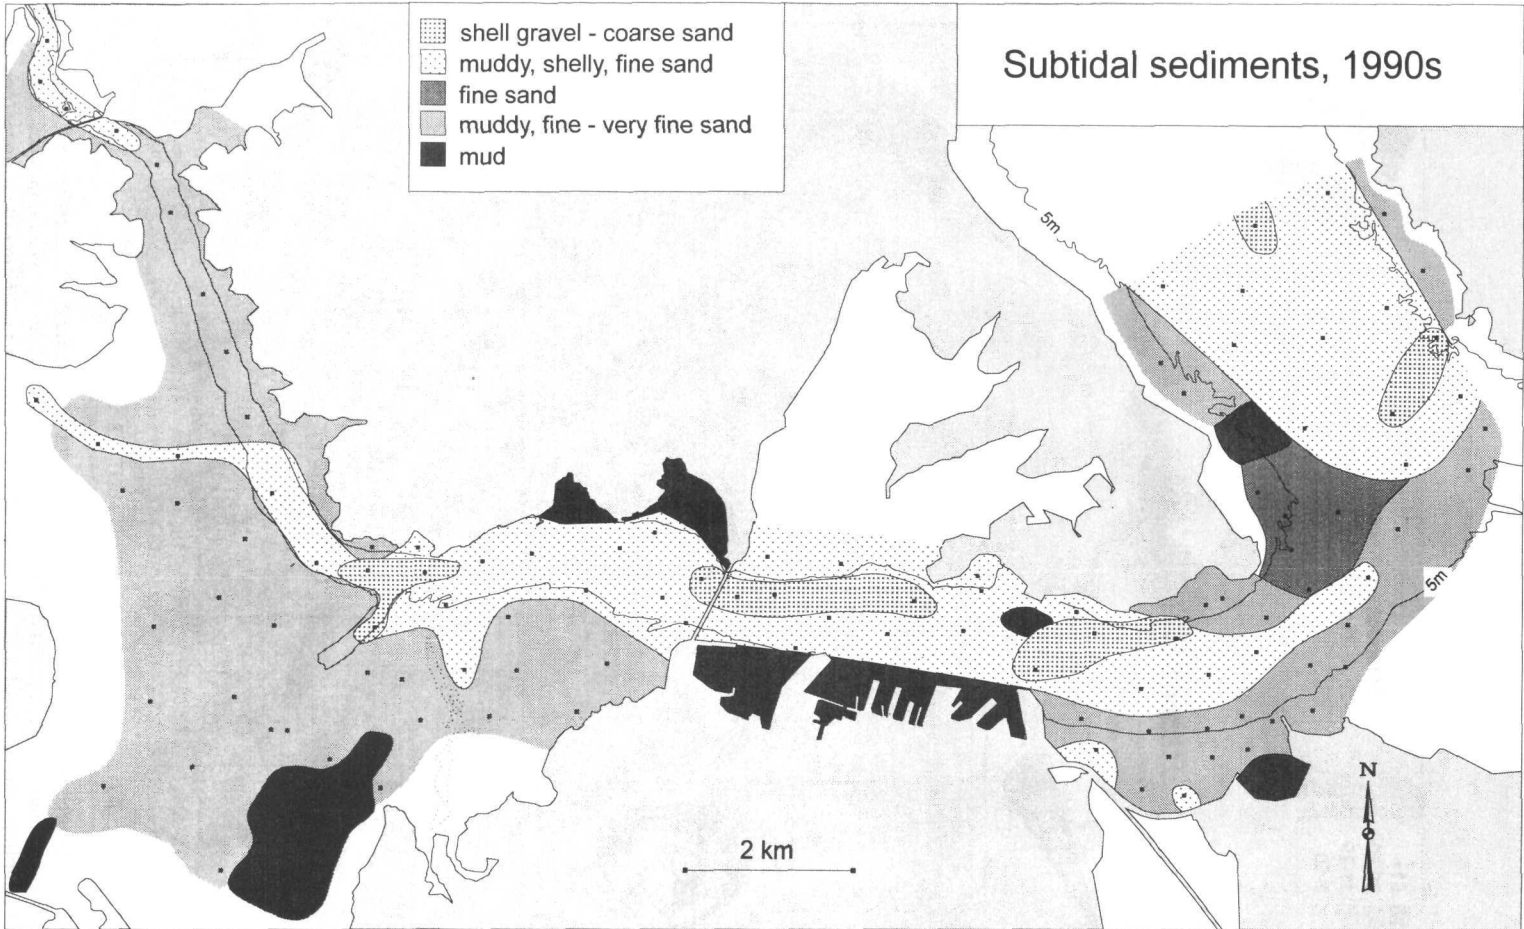 shell gravel - coarse sand
muddy, shelly, fine sand
fine sand
muddy, fine - very fine sand
mud
Subtidal sediments, 1990s
5m
5m
N
2 km